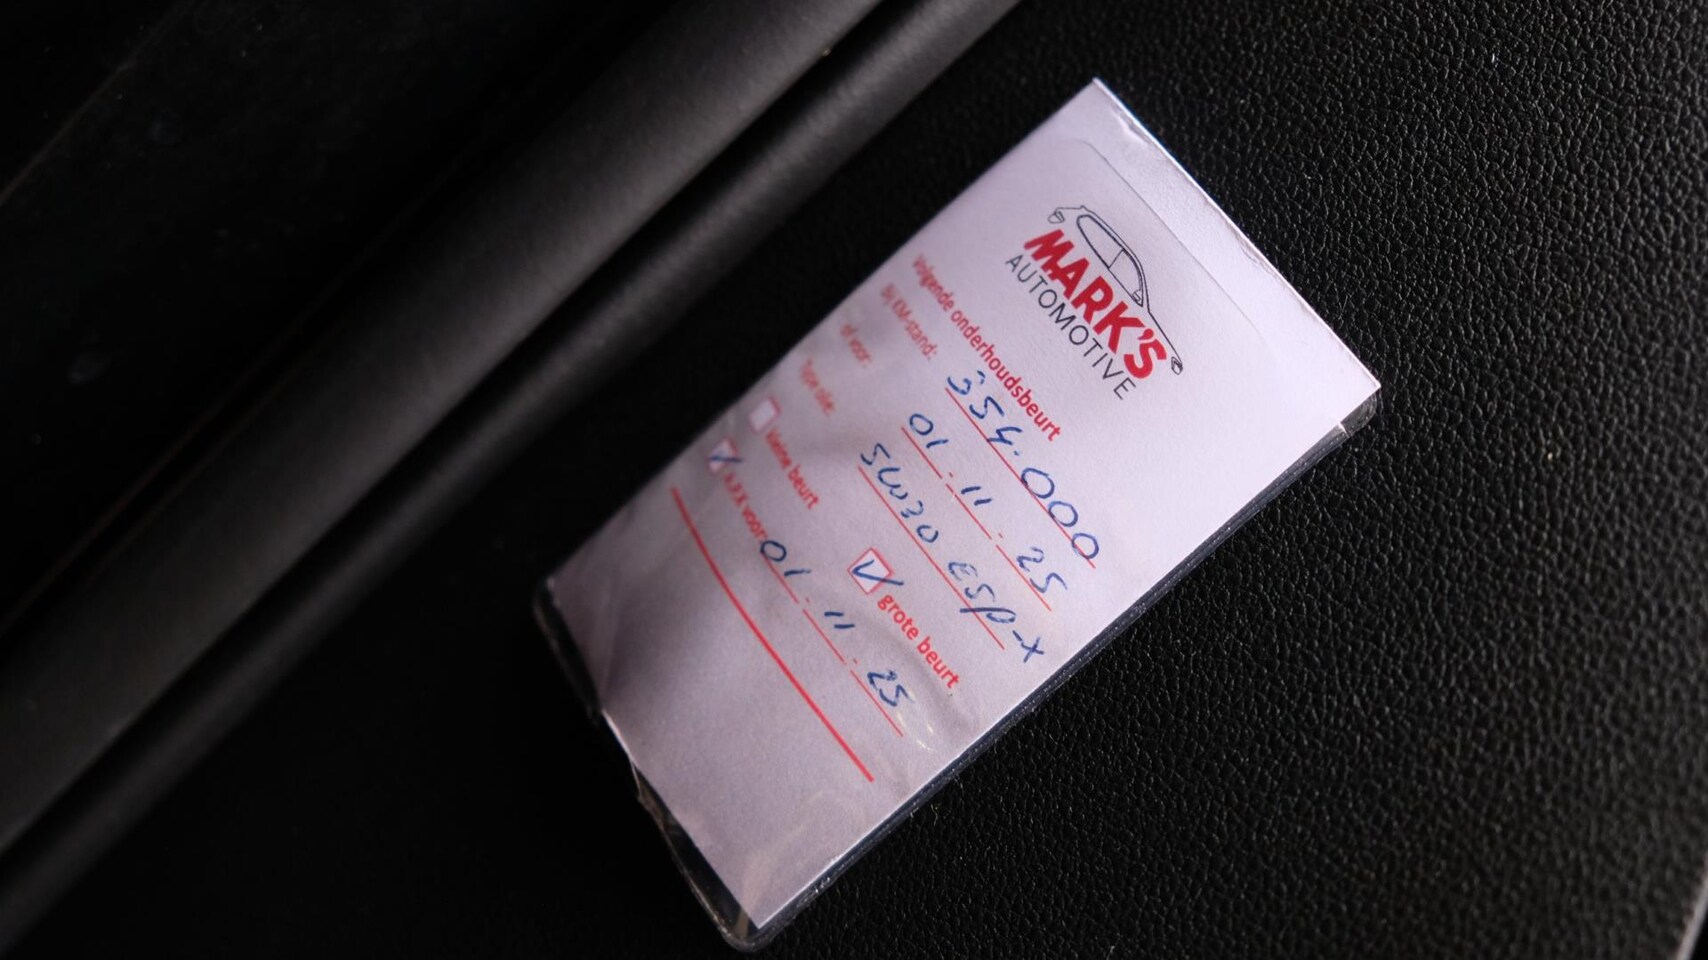 MARK'S
AUTOMOTIVE
Volgende onderhoudsbeurt
Bij KM-stand: 354.000
of voor: 01.11.25
Type olie: 5W30 ESP-X
kleine beurt grote beurt
A.P.K voor: 01.11.25